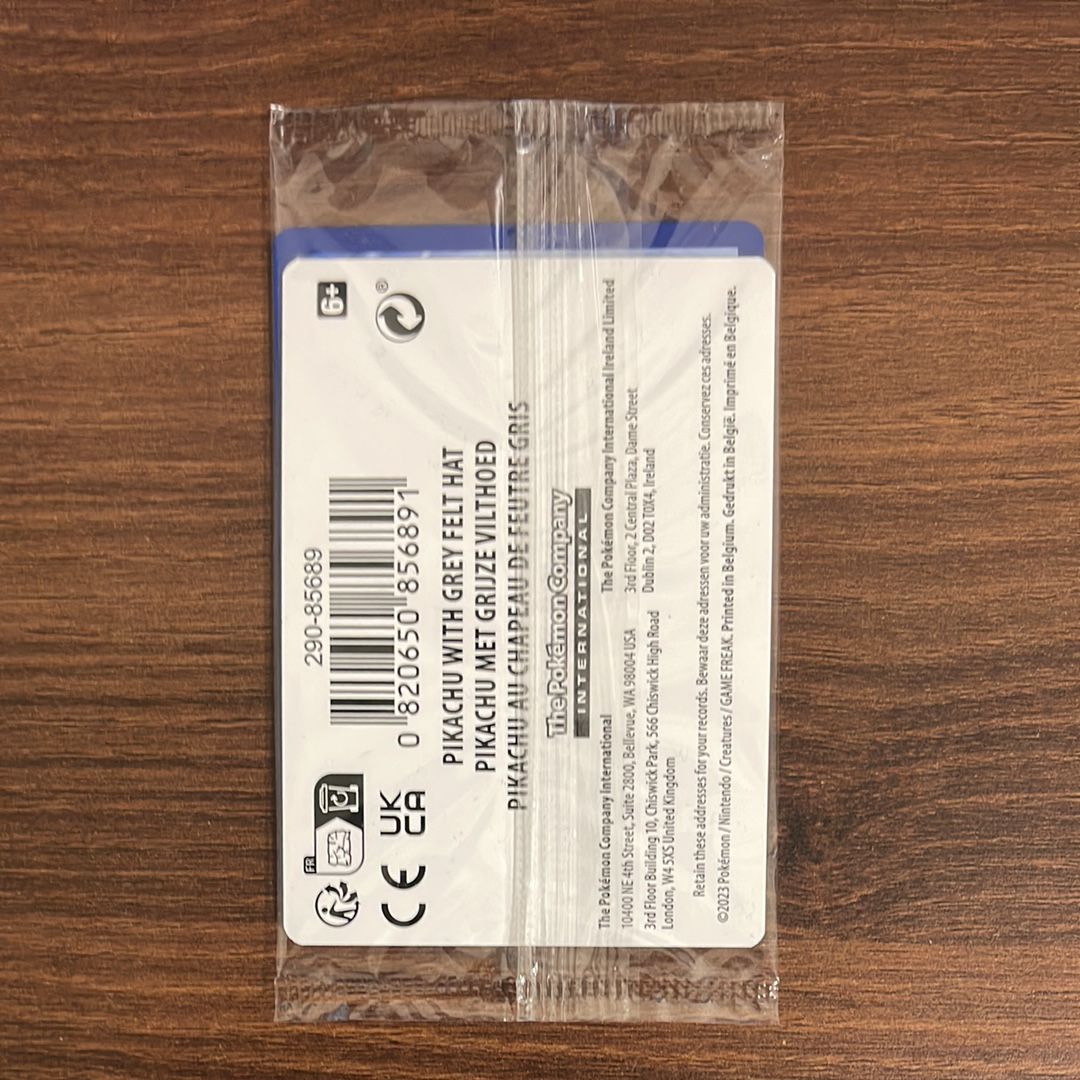 6+
®
FR
CE
UK
CA
290-85689
0 820650 856891
PIKACHU WITH GREY FELT HAT
PIKACHU MET GRIJZE VILTHOED
PIKACHU AU CHAPEAU DE FEUTRE GRIS
The Pokémon Company
INTERNATIONAL
The Pokémon Company International
10400 NE 4th Street, Suite 2800, Bellevue, WA 98004 USA
3rd Floor Building 10, Chiswick Park, 566 Chiswick High Road
London, W4 5XS United Kingdom
The Pokémon Company International Ireland Limited
3rd Floor, 2 Central Plaza, Dame Street
Dublin 2, D02 T0X4, Ireland
Retain these addresses for your records. Bewaar deze adressen voor uw administratie. Conservez ces adresses.
©2023 Pokémon / Nintendo / Creatures / GAME FREAK. Printed in Belgium. Gedrukt in België. Imprimé en Belgique.